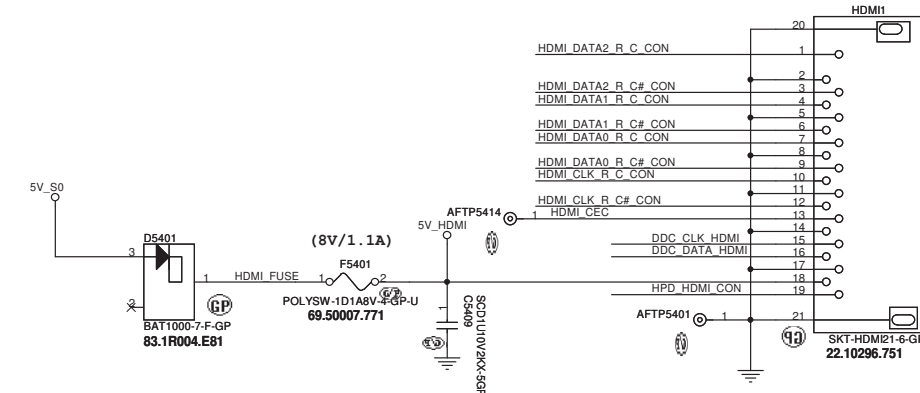 HDMI1
20
HDMI_DATA2_R_C_CON 1
2
HDMI_DATA2_R_C#_CON 3
HDMI_DATA1_R_C_CON 4
5
HDMI_DATA1_R_C#_CON 6
HDMI_DATA0_R_C_CON 7
8
HDMI_DATA0_R_C#_CON 9
HDMI_CLK_R_C_CON 10
11
HDMI_CLK_R_C#_CON 12
AFTP5414 1 HDMI_CEC 13
14
DDC_CLK_HDMI 15
DDC_DATA_HDMI 16
17
18
HPD_HDMI_CON 19
AFTP5401 1 21
GP
SKT-HDMI21-6-GP
22.10296.751
5V_S0
D5401
3
1
2
GP
BAT1000-7-F-GP
83.1R004.E81
HDMI_FUSE
(8V/1.1A)
F5401
1 2
POLYSW-1D1A8V-4-GP-U
69.50007.771
5V_HDMI
1
C5409
SCD1U10V2KX-5GP